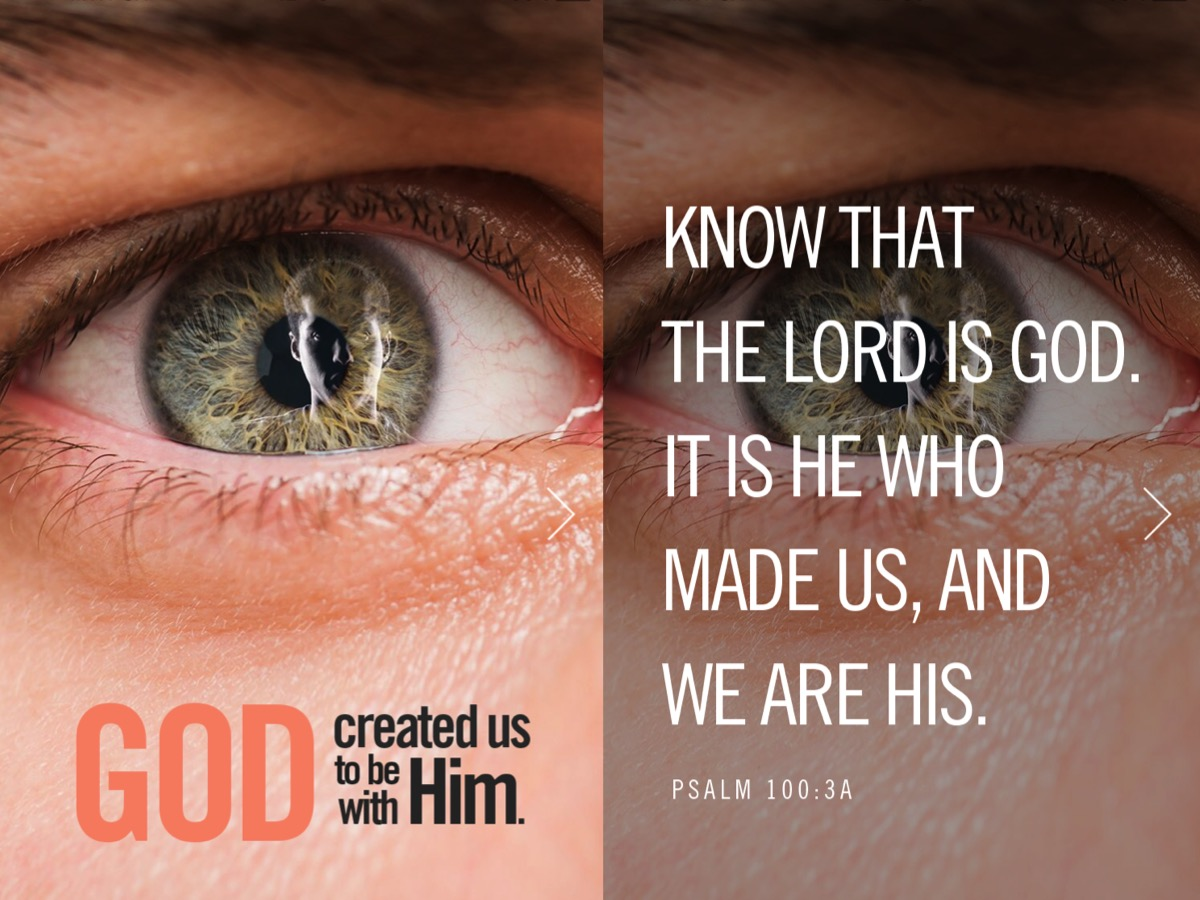 GOD created us
to be
with Him.
KNOW THAT
THE LORD IS GOD.
IT IS HE WHO
MADE US, AND
WE ARE HIS.
PSALM 100:3A